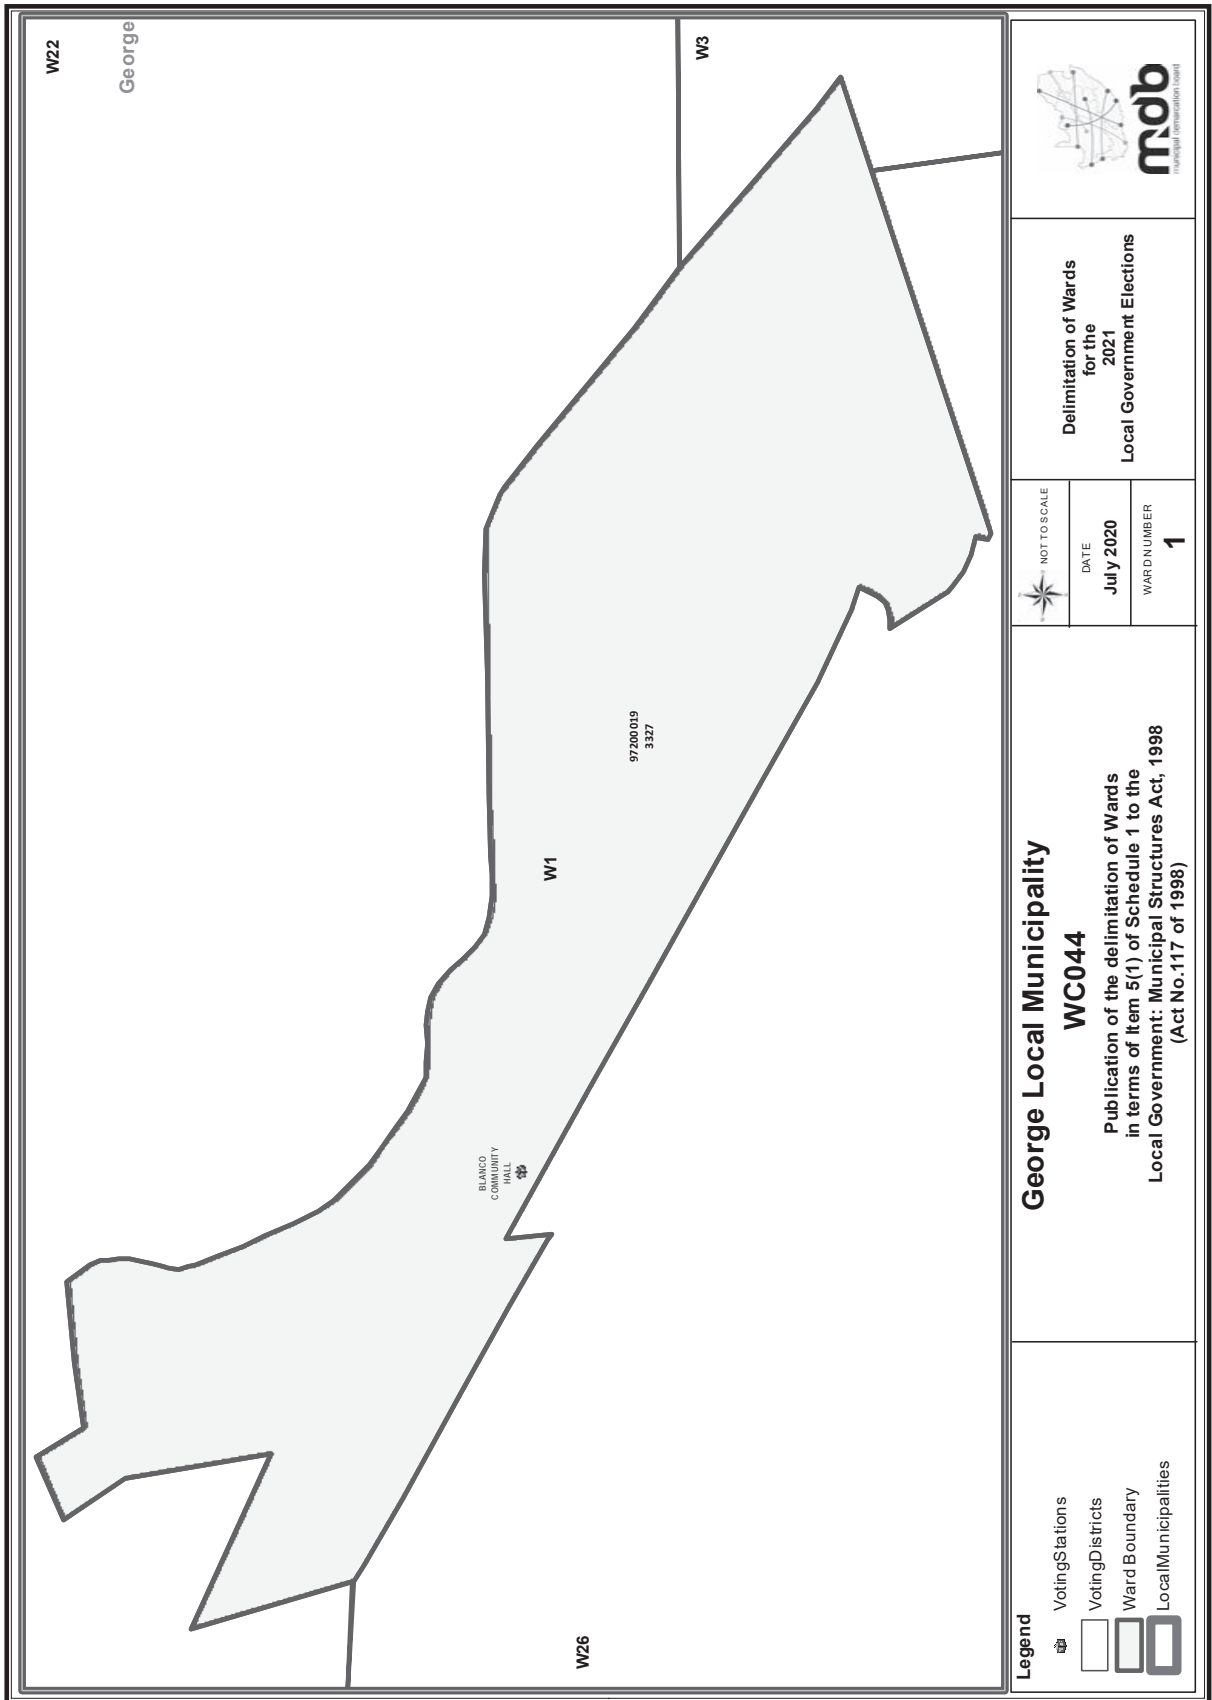 W22
George
W3
W1
97200019
3327
BLANCO
COMMUNITY
HALL
W26
Legend
VotingStations
VotingDistricts
Ward Boundary
LocalMunicipalities
George Local Municipality
WC044
Publication of the delimitation of Wards
in terms of Item 5(1) of Schedule 1 to the
Local Government: Municipal Structures Act, 1998
(Act No.117 of 1998)
NOT TO SCALE
DATE
July 2020
WARD NUMBER
1
Delimitation of Wards
for the
2021
Local Government Elections
mdb
municipal demarcation board